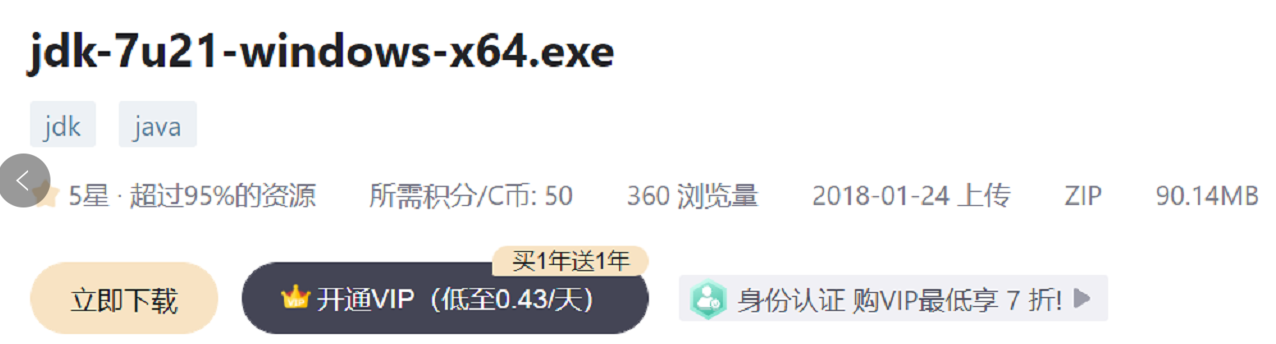 jdk-7u21-windows-x64.exe
jdk java
5星 · 超过95%的资源 所需积分/C币: 50 360 浏览量 2018-01-24 上传 ZIP 90.14MB
买1年送1年
立即下载 VIP 开通VIP（低至0.43/天） 身份认证 购VIP最低享 7 折!